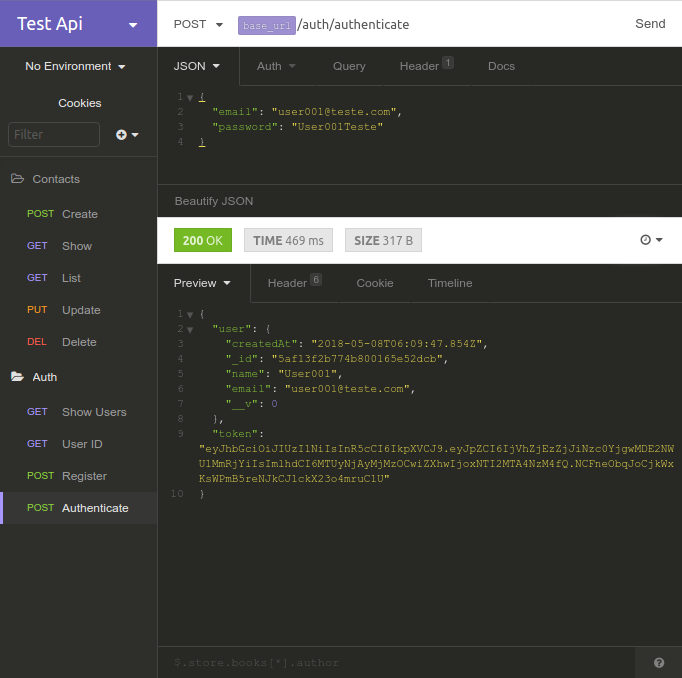 Test Api
No Environment
Cookies
Filter
Contacts
POST Create
GET Show
GET List
PUT Update
DEL Delete
Auth
GET Show Users
GET User ID
POST Register
POST Authenticate
POST base_url/auth/authenticate Send
JSON Auth Query Header 1 Docs
1 {
2 "email": "user001@teste.com",
3 "password": "User001Teste"
4 }
Beautify JSON
200 OK TIME 469 ms SIZE 317 B
Preview Header 6 Cookie Timeline
1 {
2 "user": {
3 "createdAt": "2018-05-08T06:09:47.854Z",
4 "_id": "5af13f2b774b800165e52dcb",
5 "name": "User001",
6 "email": "user001@teste.com",
7 "__v": 0
8 },
9 "token":
"eyJhbGciOiJIUzI1NiIsInR5cCI6IkpXVCJ9.eyJpZCI6IjVhZjEzZjJiNzc0YjgwMDE2NW
U1MmRjYiIsImlhdCI6MTUyNjAyMjMzOCwiZXhwIjoxNTI2MTA4NzM4fQ.NCFneObqJoCjkWx
KsWPmB5reNJkCJ1ckX23o4mruC1U"
10 }
$.store.books[*].author